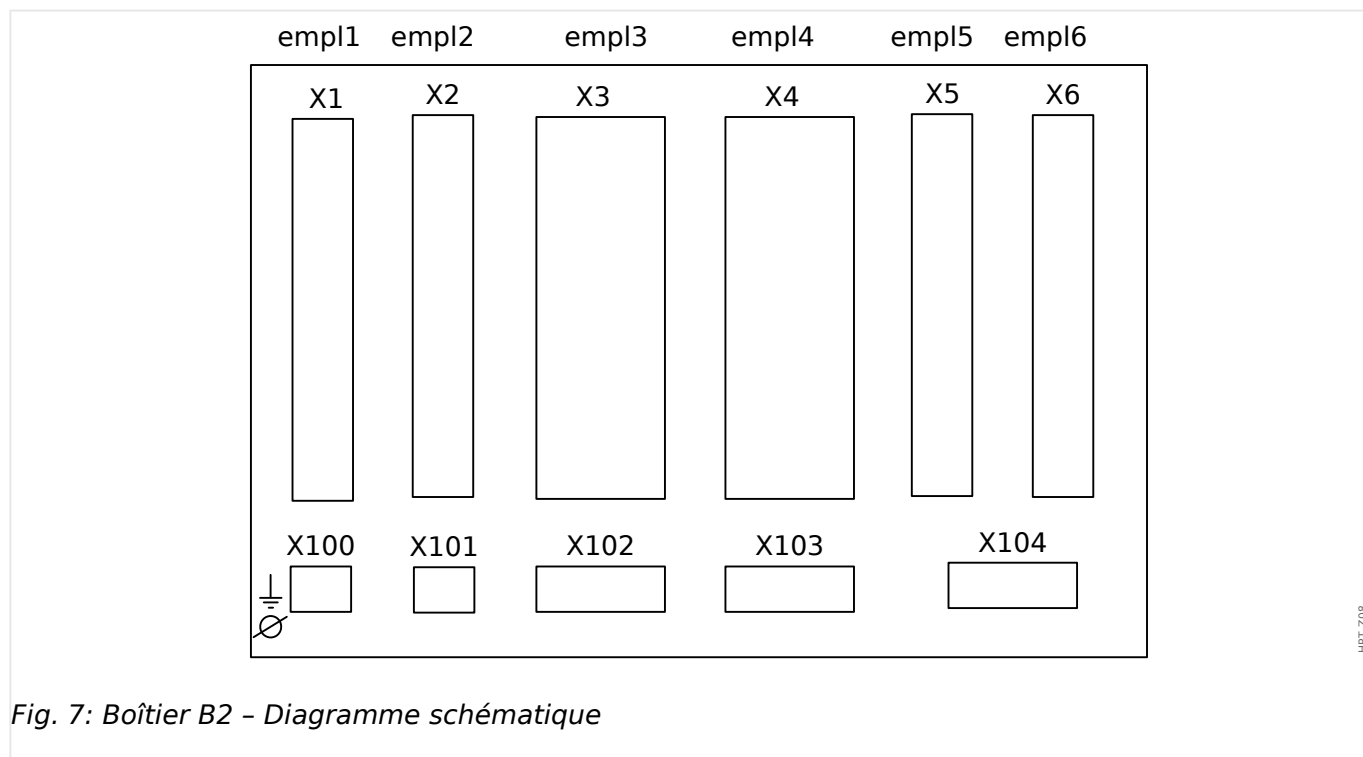 empl1 empl2 empl3 empl4 empl5 empl6
X1 X2 X3 X4 X5 X6
X100 X101 X102 X103 X104
Fig. 7: Boîtier B2 – Diagramme schématique